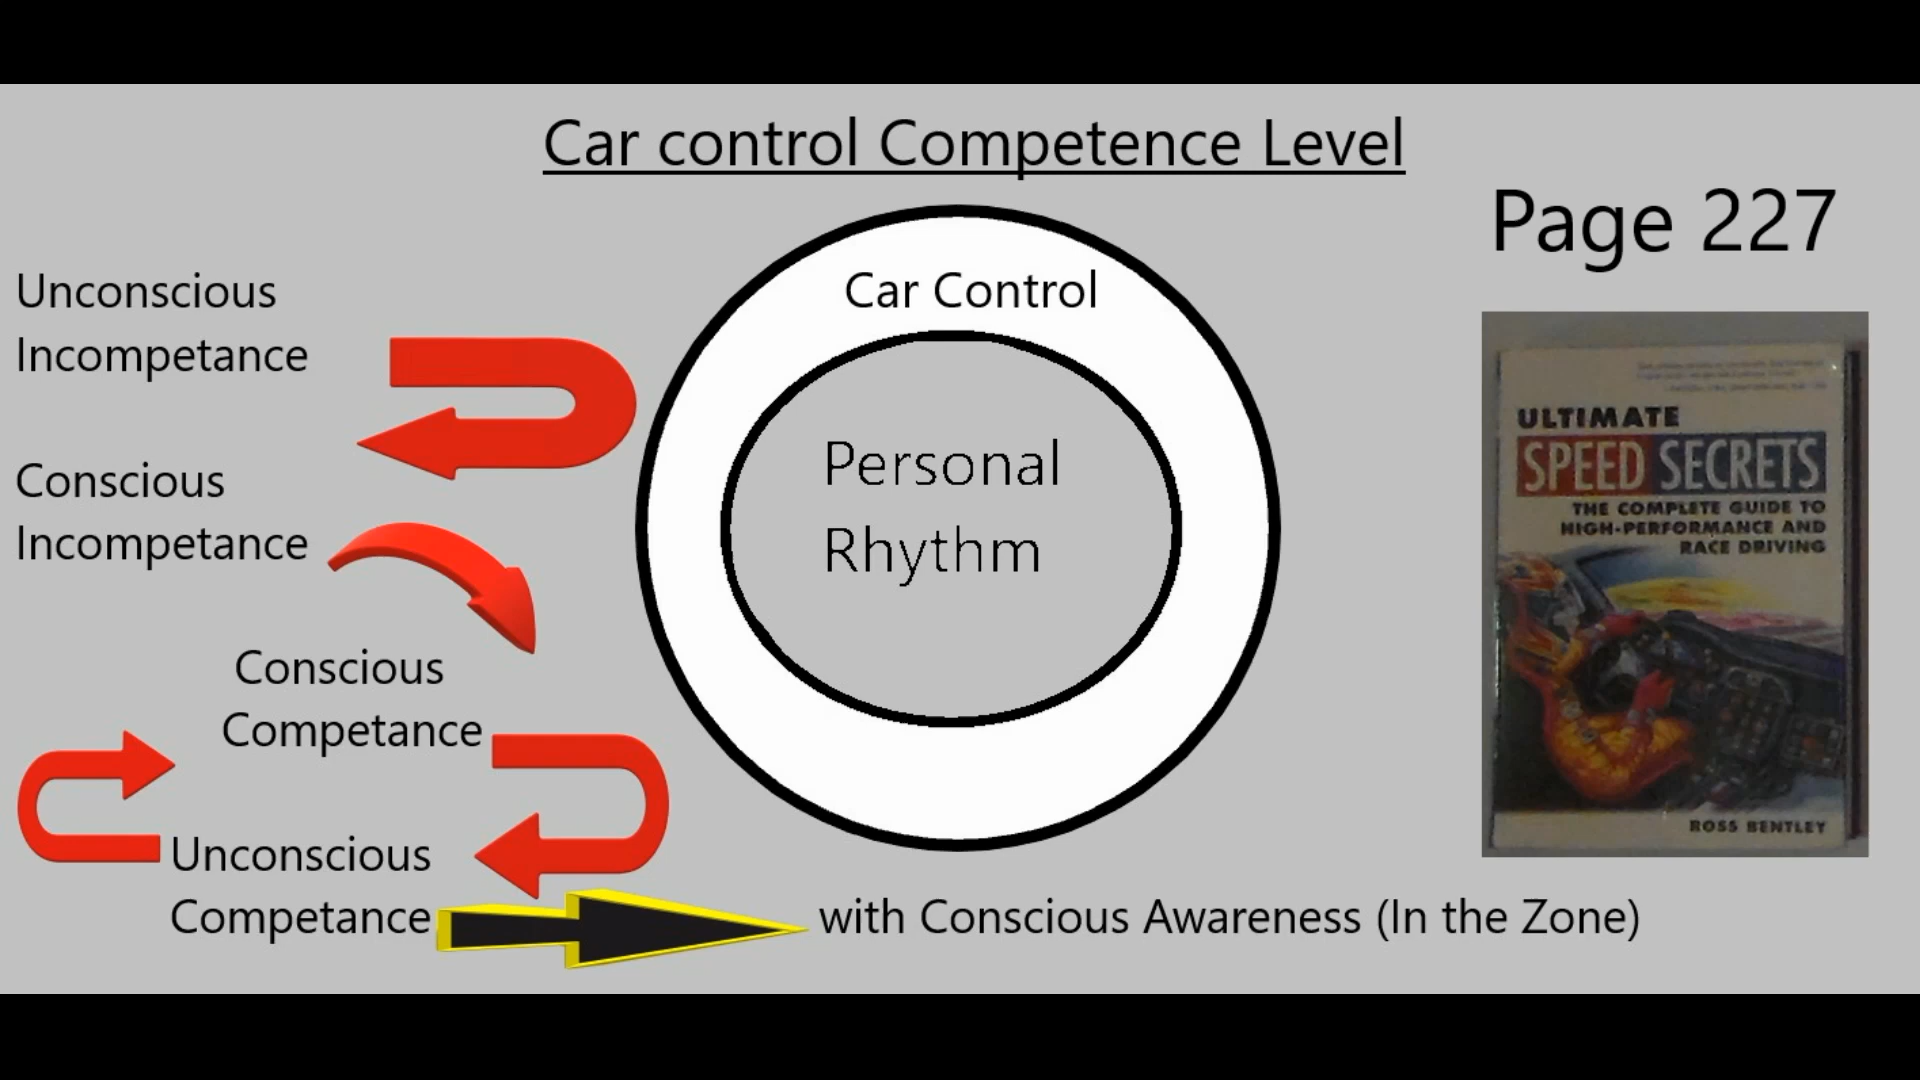 Car control Competence Level
Page 227
Unconscious
Incompetance
Conscious
Incompetance
Conscious
Competance
Unconscious
Competance
with Conscious Awareness (In the Zone)
Car Control
Personal
Rhythm
ULTIMATE
SPEED SECRETS
THE COMPLETE GUIDE TO
HIGH-PERFORMANCE AND
RACE DRIVING
ROSS BENTLEY